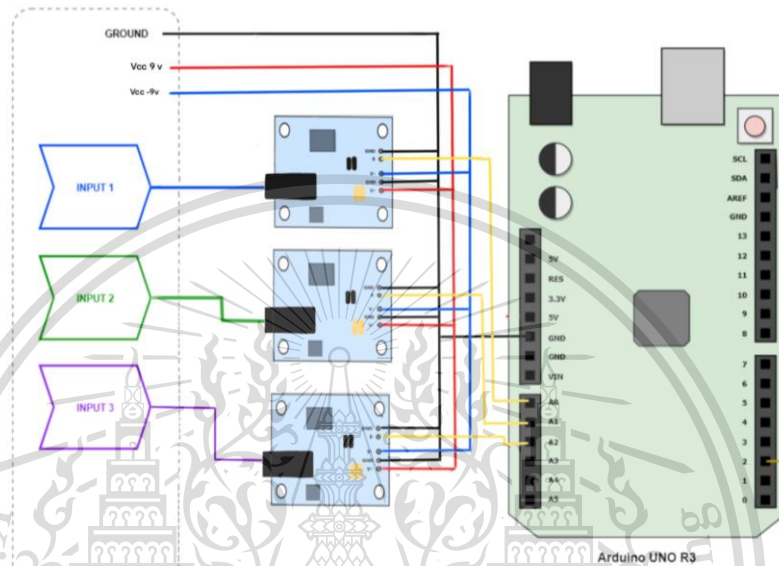 GROUND
Vcc 9 v
Vcc -9v
INPUT 1
INPUT 2
INPUT 3
5V
RES
3.3V
5V
GND
GND
VIN
A0
A1
A2
A3
A4
A5
SCL
SDA
AREF
GND
13
12
11
10
9
8
7
6
5
4
3
2
1
0
Arduino UNO R3